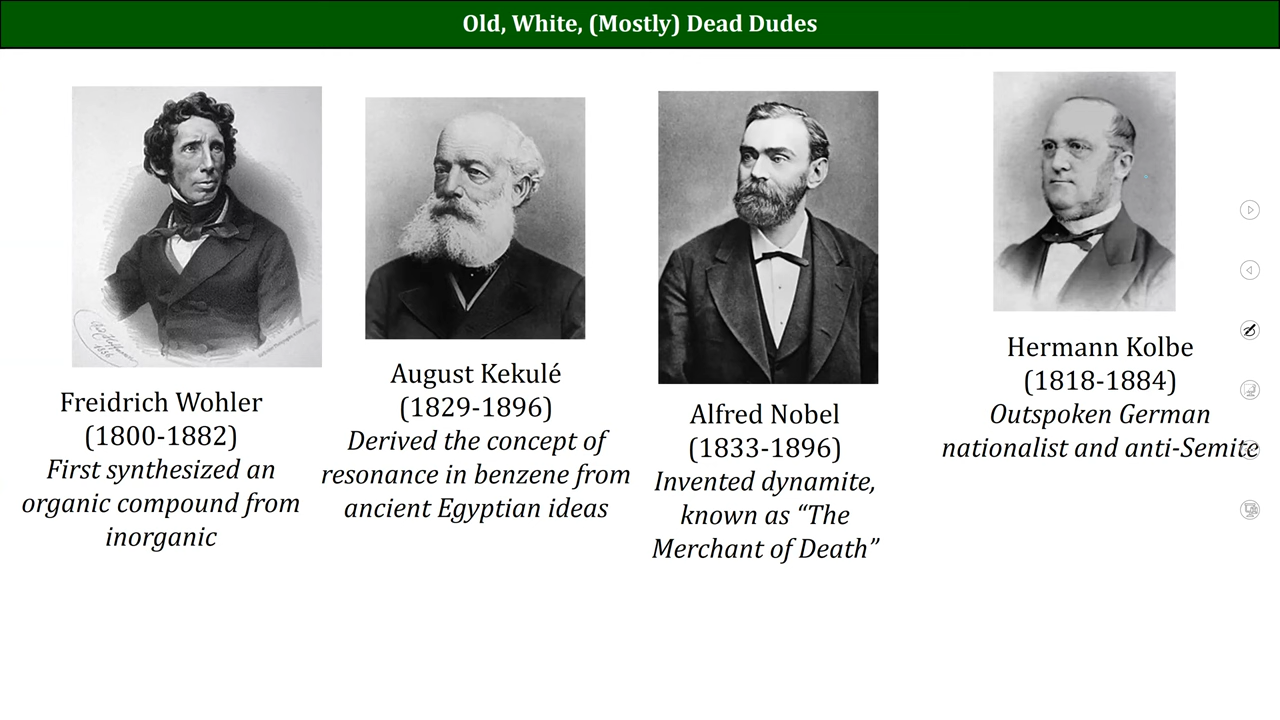 Old, White, (Mostly) Dead Dudes
Freidrich Wohler
(1800-1882)
First synthesized an
organic compound from
inorganic
August Kekulé
(1829-1896)
Derived the concept of
resonance in benzene from
ancient Egyptian ideas
Alfred Nobel
(1833-1896)
Invented dynamite,
known as “The
Merchant of Death”
Hermann Kolbe
(1818-1884)
Outspoken German
nationalist and anti-Semite